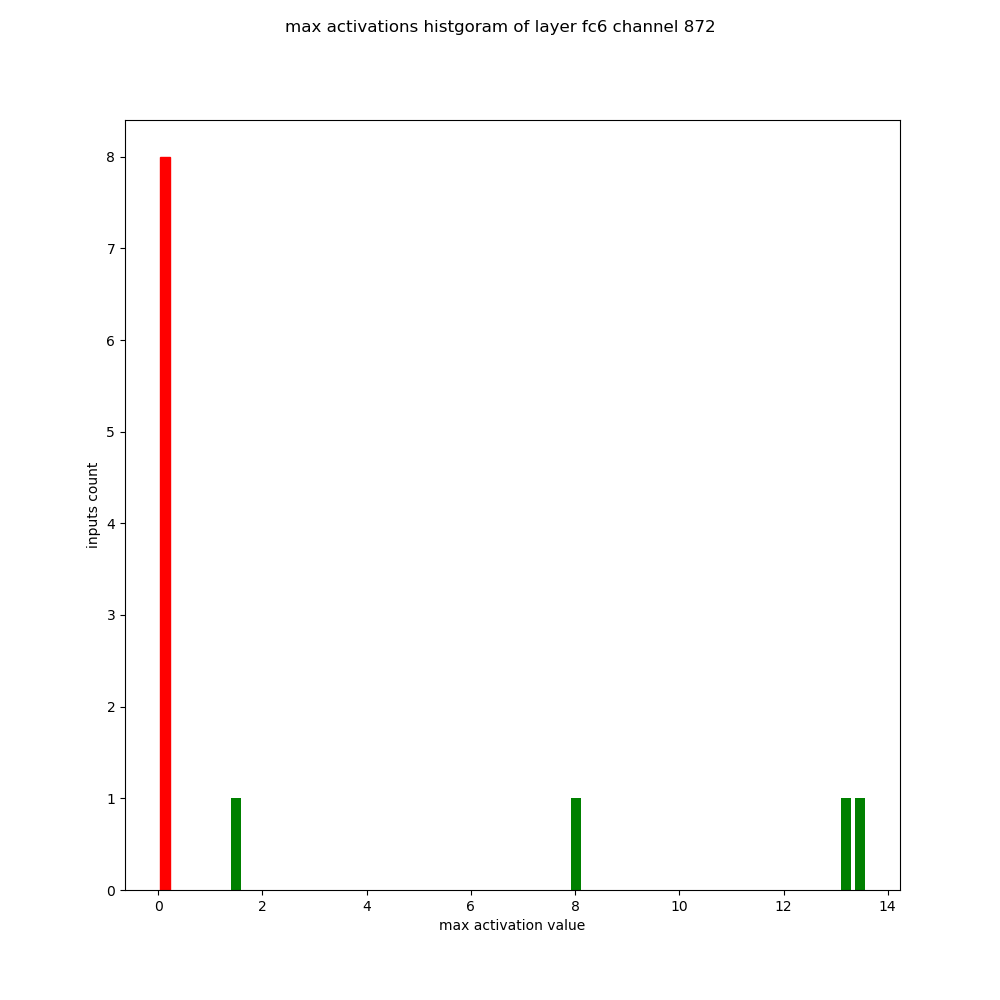 max activations histgoram of layer fc6 channel 872
8
7
6
5
4
3
2
1
0
inputs count
0 2 4 6 8 10 12 14
max activation value